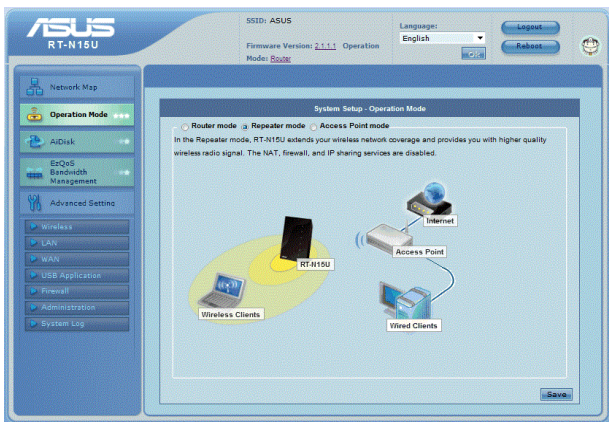 ASUS
RT-N15U
SSID: ASUS
Firmware Version: 2.1.1.1 Operation
Mode: Router
Language:
English
OK
Logout
Reboot
Network Map
Operation Mode
AiDisk
EzQoS
Bandwidth
Management
Advanced Setting
Wireless
LAN
WAN
USB Application
Firewall
Administration
System Log
System Setup - Operation Mode
Router mode Repeater mode Access Point mode
In the Repeater mode, RT-N15U extends your wireless network coverage and provides you with higher quality
wireless radio signal. The NAT, firewall, and IP sharing services are disabled.
Internet
Access Point
RT-N15U
Wireless Clients
Wired Clients
Save